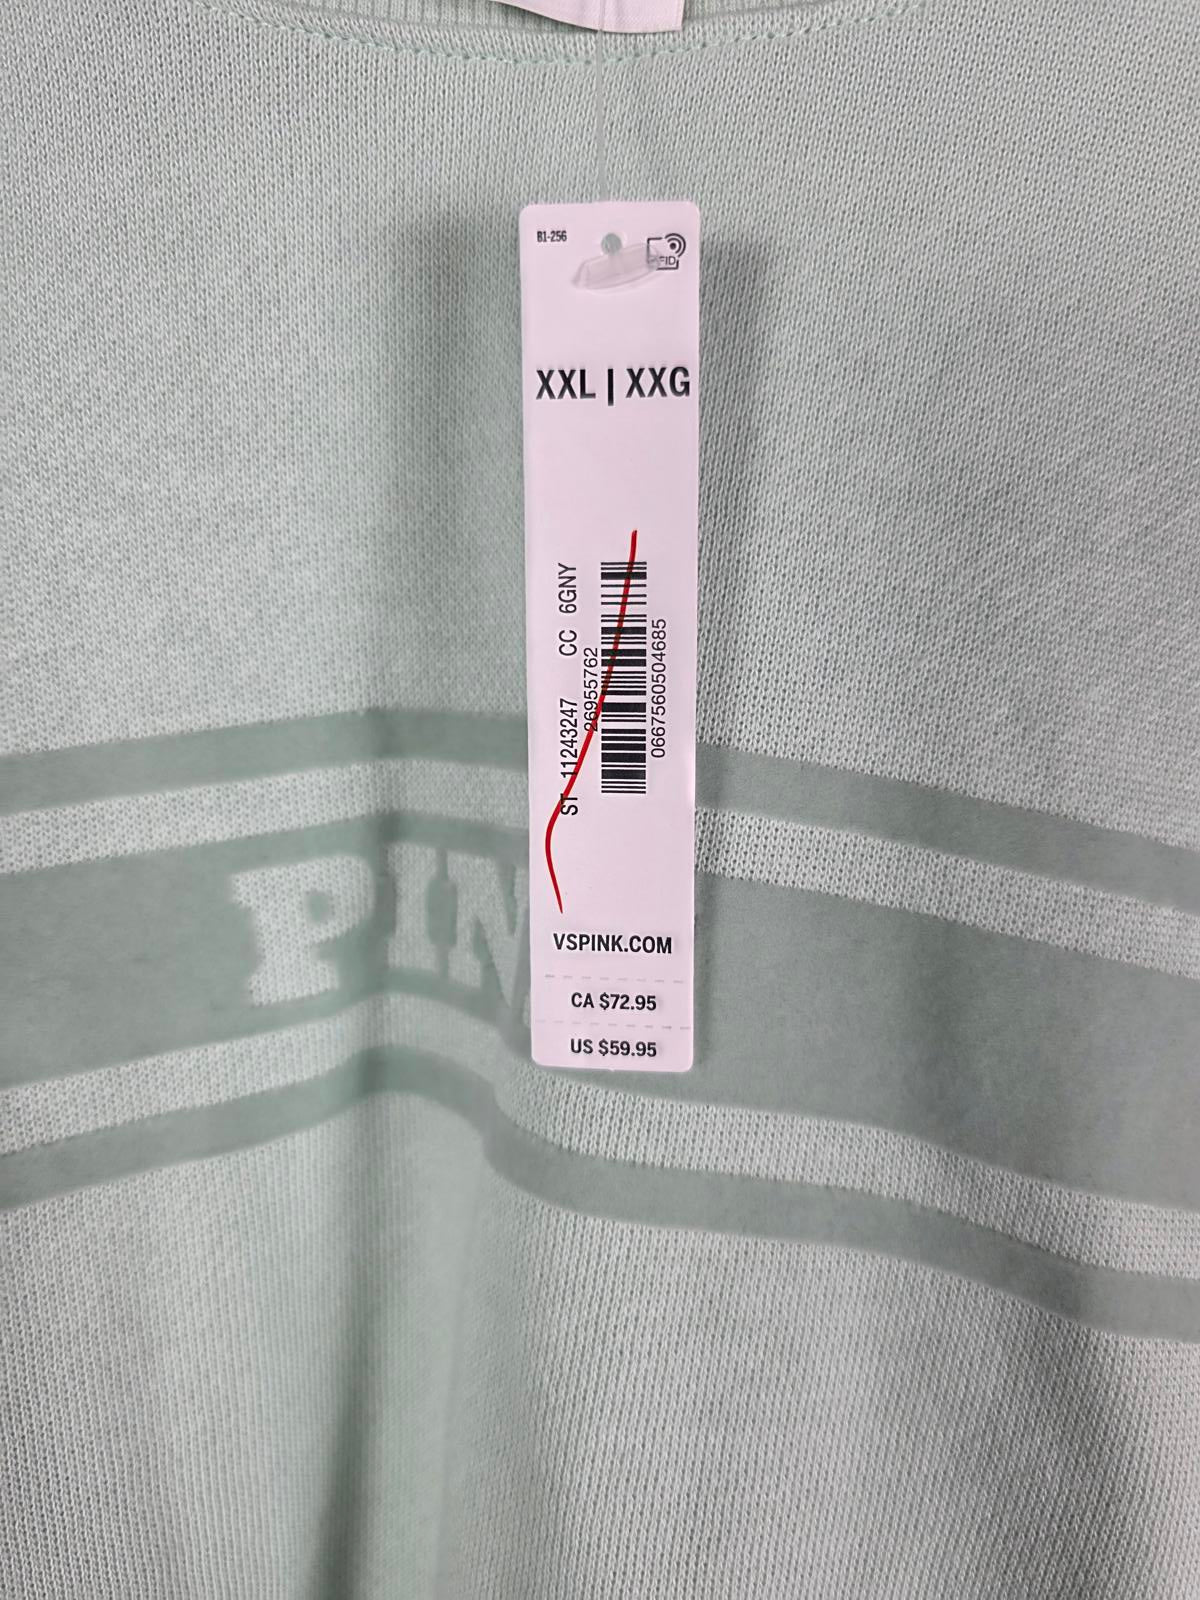 B1-256
XXL | XXG
ST 11243247 CC 6GNY
26955762
0667560504685
PIN
VSPINK.COM
CA $72.95
US $59.95